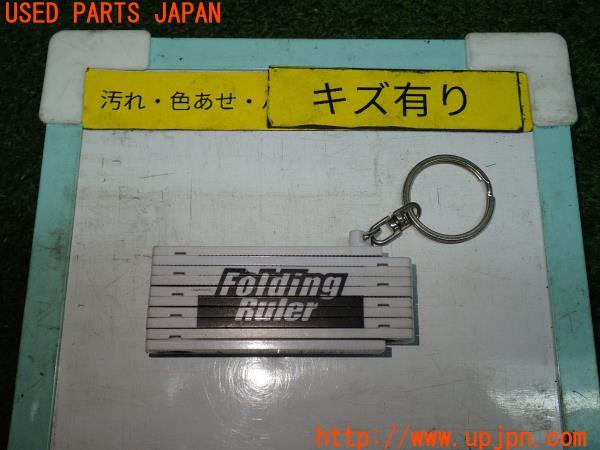 USED PARTS JAPAN
汚れ・色あせ・
キズ有り
Folding
Ruler
http://www.upjpn.com/